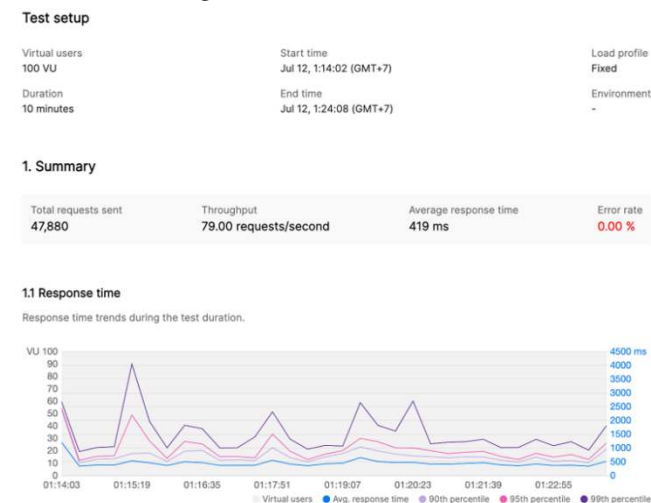 Test setup
Virtual users Start time Load profile
100 VU Jul 12, 1:14:02 (GMT+7) Fixed
Duration End time Environment
10 minutes Jul 12, 1:24:08 (GMT+7) -
1. Summary
Total requests sent Throughput Average response time Error rate
47,880 79.00 requests/second 419 ms 0.00 %
1.1 Response time
Response time trends during the test duration.
VU 100 4500 ms
90 4000
80 3500
70 3000
60 2500
50 2000
40 1500
30 1000
20 500
10 0
0
01:14:03 01:15:19 01:16:35 01:17:51 01:19:07 01:20:23 01:21:39 01:22:55
Virtual users Avg. response time 90th percentile 95th percentile 99th percentile